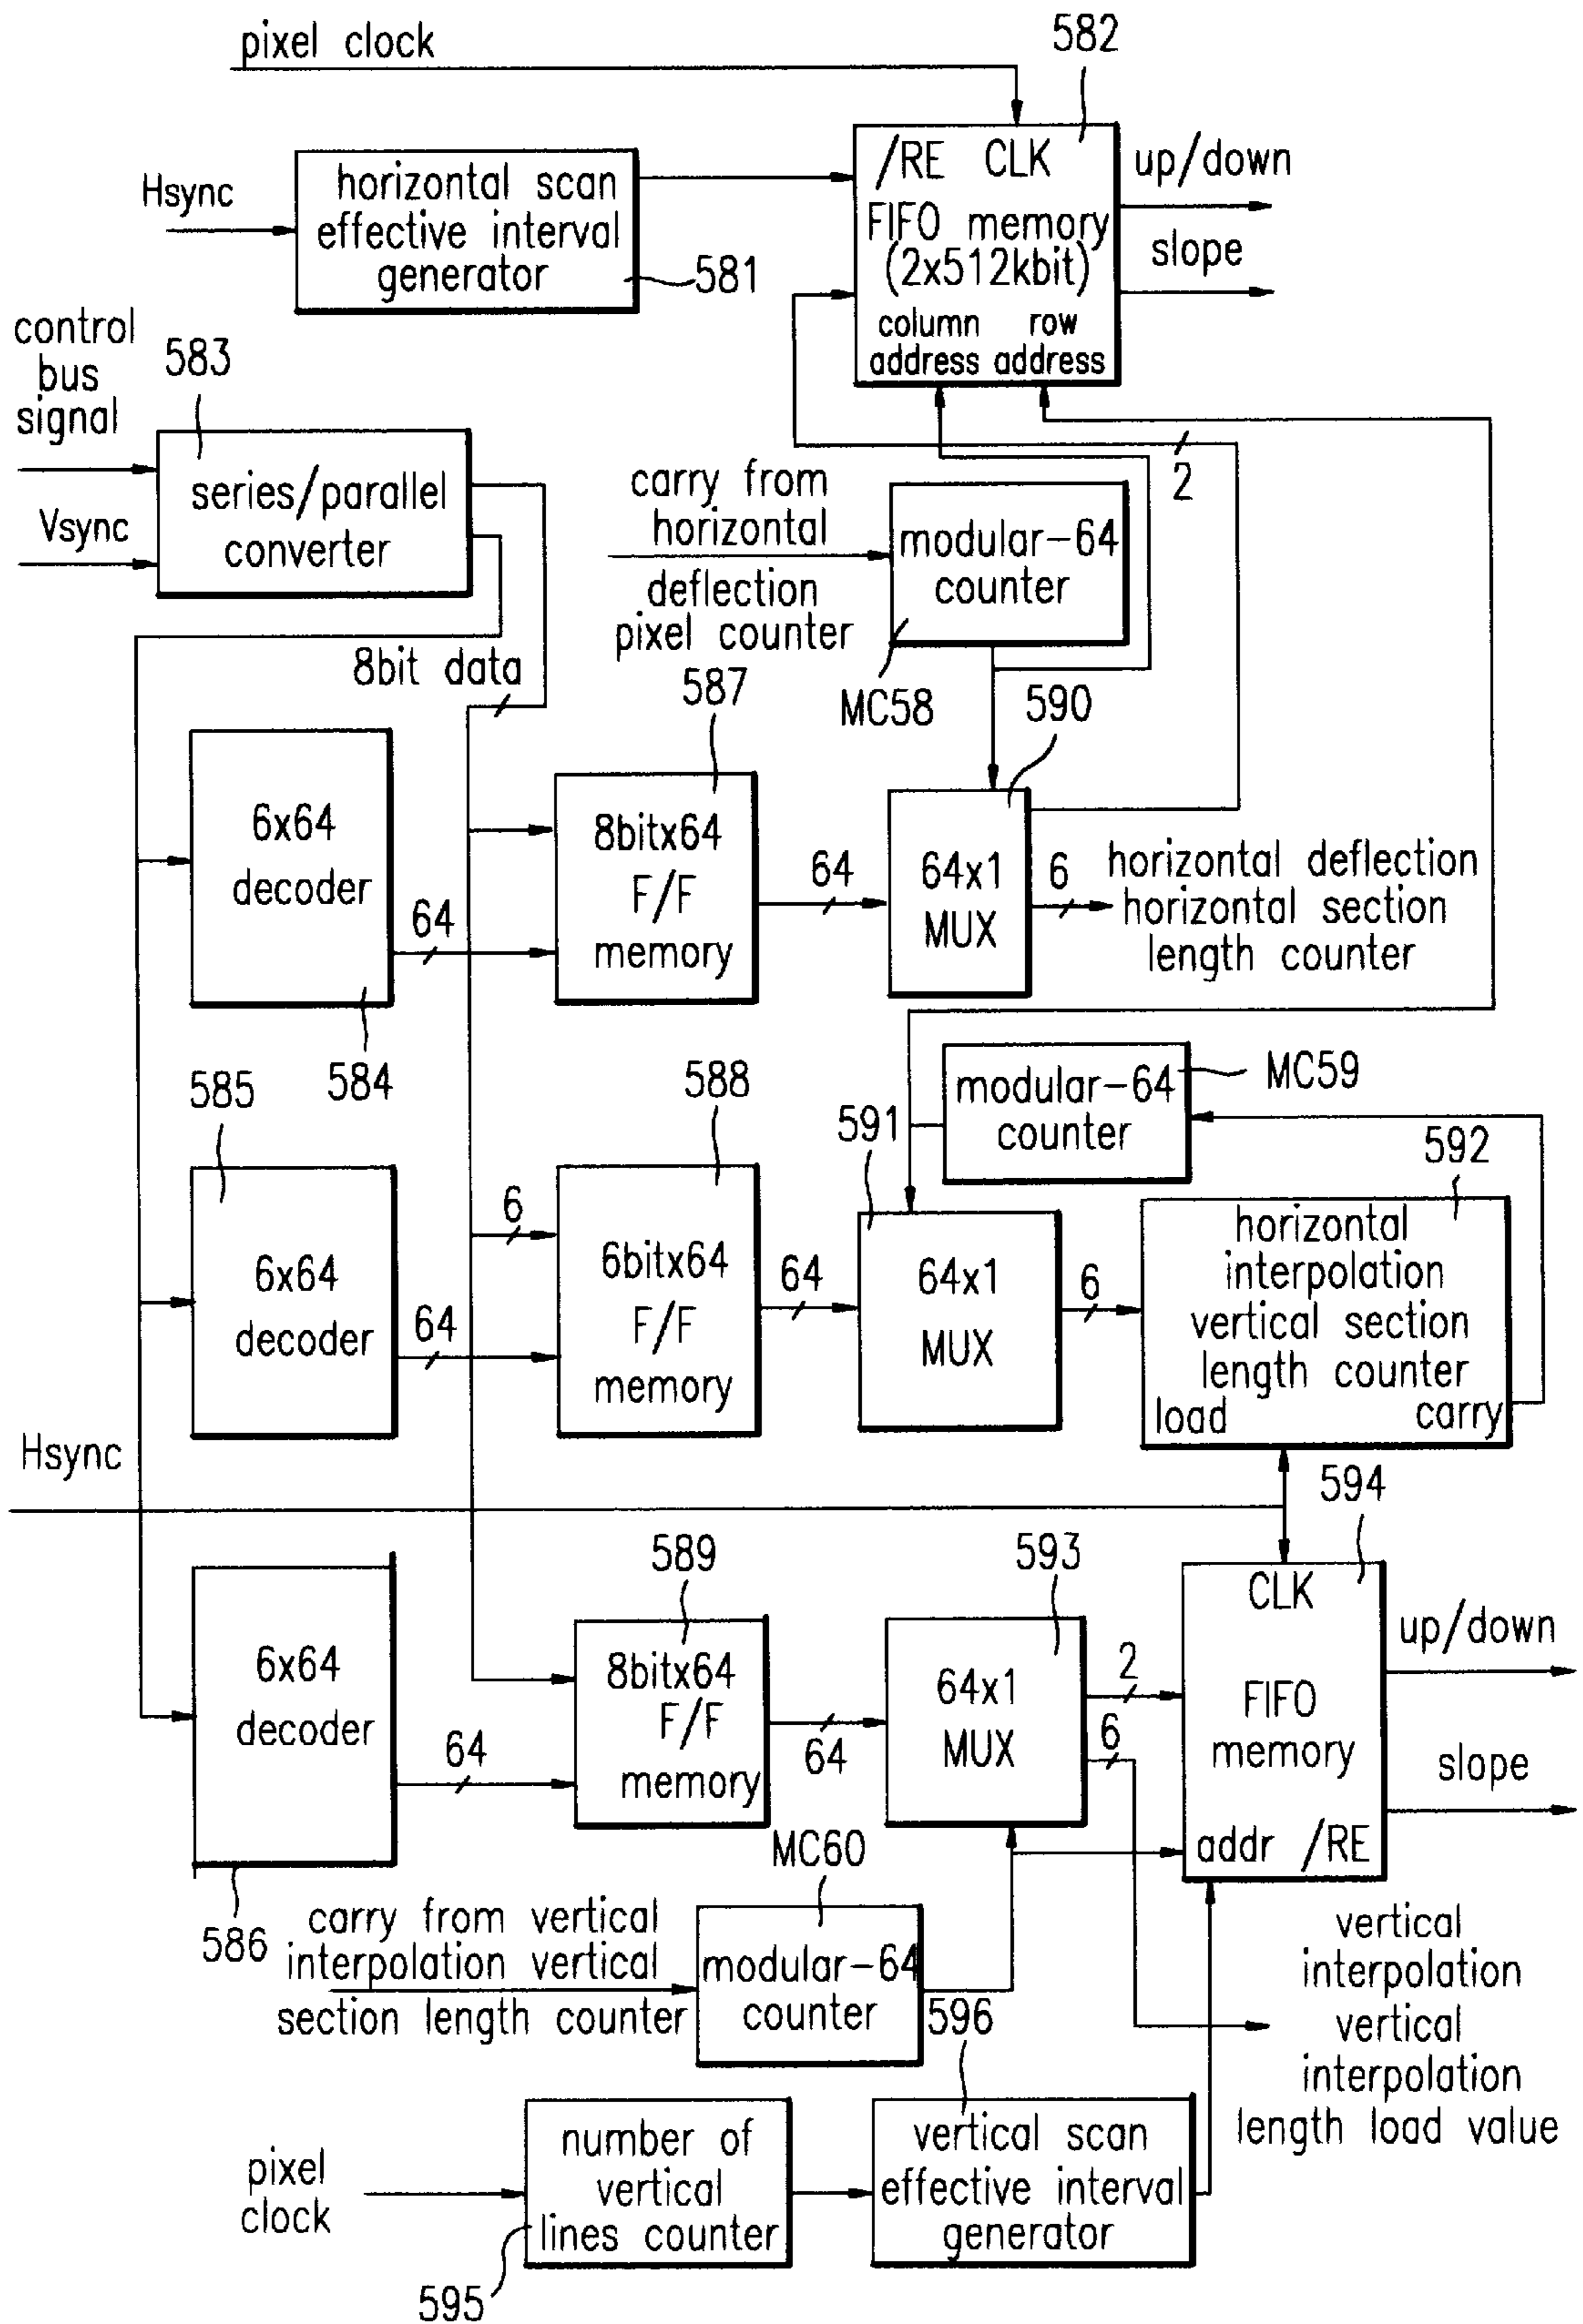 pixel clock
582
/RE CLK
FIFO memory
(2x512kbit)
column row
address address
up/down
slope
Hsync
horizontal scan
effective interval
generator
581
control
bus
signal
583
Vsync
series/parallel
converter
2
carry from
horizontal
deflection
pixel counter
modular-64
counter
MC58
8bit data
587
590
6x64
decoder
64
584
8bitx64
F/F
memory
64
64x1
MUX
6
horizontal deflection
horizontal section
length counter
585
588
591
modular-64
counter
MC59
592
6x64
decoder
64
6
6bitx64
F/F
memory
64
64x1
MUX
6
horizontal
interpolation
vertical section
length counter
load carry
Hsync
594
589
593
6x64
decoder
64
586
8bitx64
F/F
memory
64
64x1
MUX
2
6
CLK
FIFO
memory
addr /RE
up/down
slope
MC60
carry from vertical
interpolation vertical
section length counter
modular-64
counter
596
vertical
interpolation
vertical
interpolation
length load value
pixel
clock
number of
vertical
lines counter
595
vertical scan
effective interval
generator